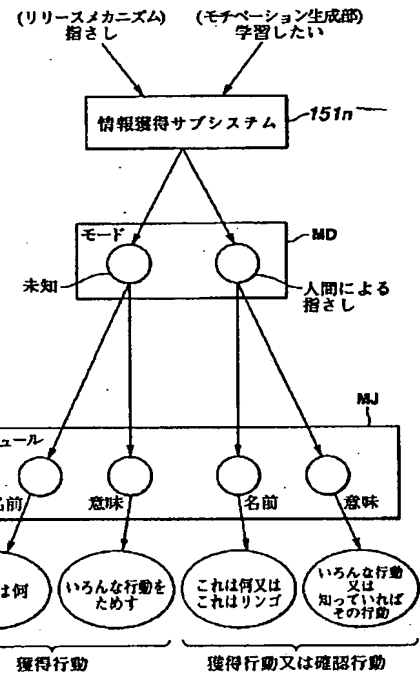 (リリースメカニズム)
指さし
(モチベーション生成部)
学習したい
情報獲得サブシステム
151n
モード
MD
未知
人間による
指さし
MJ
ュール
名前
意味
名前
意味
は何
いろんな行動を
ためす
これは何又は
これはリンゴ
いろんな行動
又は
知っていれば
その行動
獲得行動
獲得行動又は確認行動